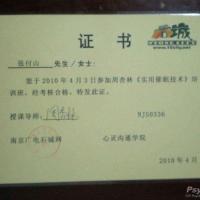 证 书
张付山 先生/女士:
您于2010年4月3日参加周杏林《实用催眠技术》培
训班,经考核合格,特发此证。
授课导师:
NJS0336
南京广电石城网
心灵沟通学院
2010年4月